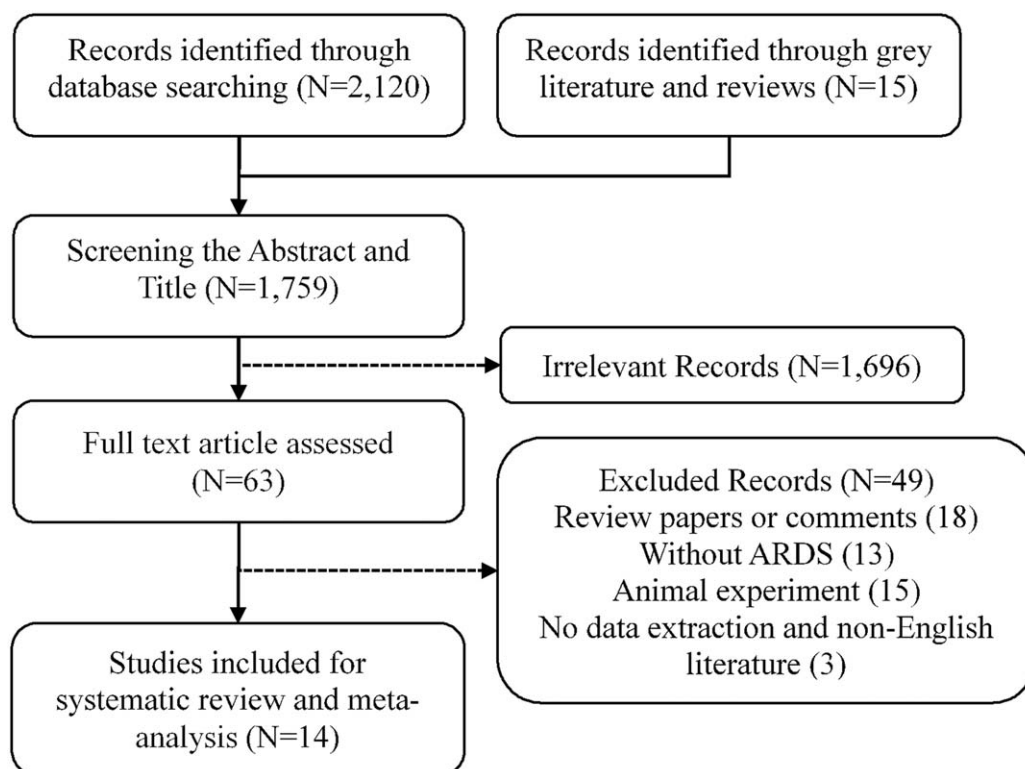 Records identified through
database searching (N=2,120)
Records identified through grey
literature and reviews (N=15)
Screening the Abstract and
Title (N=1,759)
Irrelevant Records (N=1,696)
Full text article assessed
(N=63)
Excluded Records (N=49)
Review papers or comments (18)
Without ARDS (13)
Animal experiment (15)
No data extraction and non-English
literature (3)
Studies included for
systematic review and meta-
analysis (N=14)